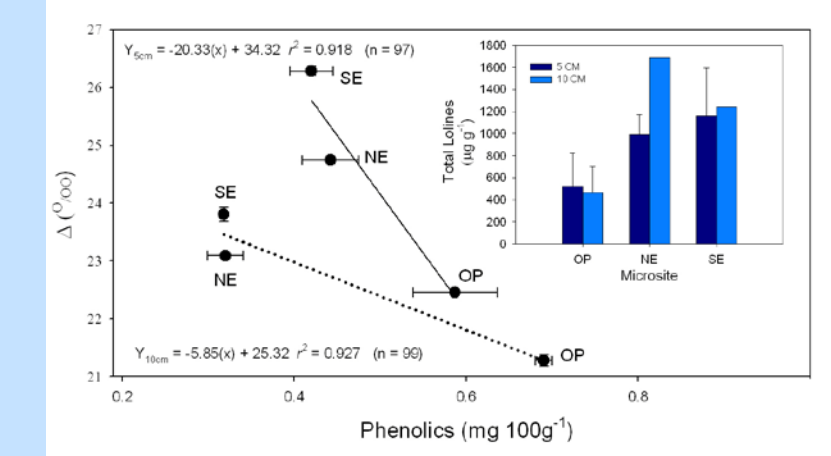 27
Y5cm = -20.33(x) + 34.32 r² = 0.918 (n = 97)
26
25
24
23
22
21
Δ (O/oo)
SE
NE
OP
SE
NE
OP
Y10cm = -5.85(x) + 25.32 r² = 0.927 (n = 99)
0.2 0.4 0.6 0.8
Phenolics (mg 100g⁻¹)
1800
1600
1400
1200
1000
800
600
400
200
0
Total Lolines
(µg g⁻¹)
5 CM
10 CM
OP NE SE
Microsite